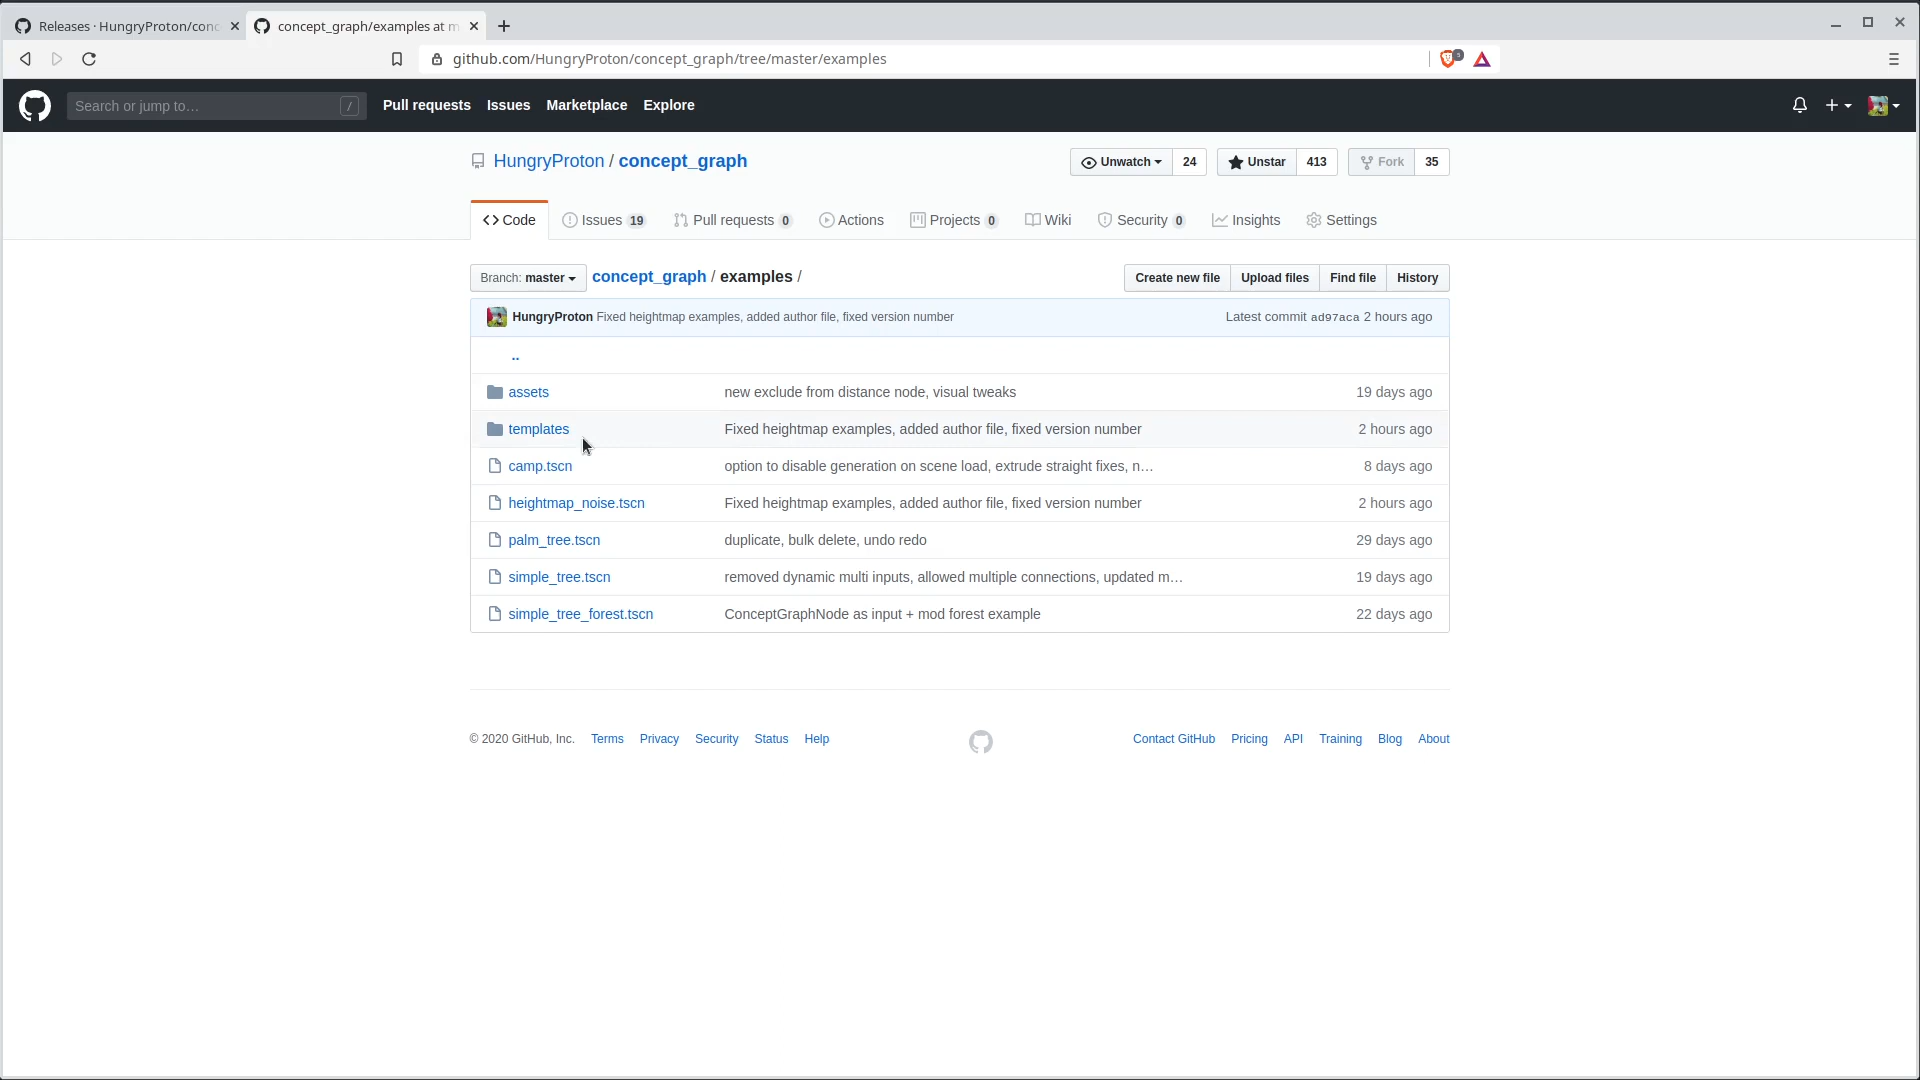 Releases · HungryProton/conc
concept_graph/examples at m
github.com/HungryProton/concept_graph/tree/master/examples
Search or jump to… /
Pull requests Issues Marketplace Explore
HungryProton / concept_graph
Unwatch 24 Unstar 413 Fork 35
Code Issues 19 Pull requests 0 Actions Projects 0 Wiki Security 0 Insights Settings
Branch: master concept_graph / examples / Create new file Upload files Find file History
HungryProton Fixed heightmap examples, added author file, fixed version number Latest commit ad97aca 2 hours ago
..
assets new exclude from distance node, visual tweaks 19 days ago
templates Fixed heightmap examples, added author file, fixed version number 2 hours ago
camp.tscn option to disable generation on scene load, extrude straight fixes, n… 8 days ago
heightmap_noise.tscn Fixed heightmap examples, added author file, fixed version number 2 hours ago
palm_tree.tscn duplicate, bulk delete, undo redo 29 days ago
simple_tree.tscn removed dynamic multi inputs, allowed multiple connections, updated m… 19 days ago
simple_tree_forest.tscn ConceptGraphNode as input + mod forest example 22 days ago
© 2020 GitHub, Inc. Terms Privacy Security Status Help Contact GitHub Pricing API Training Blog About